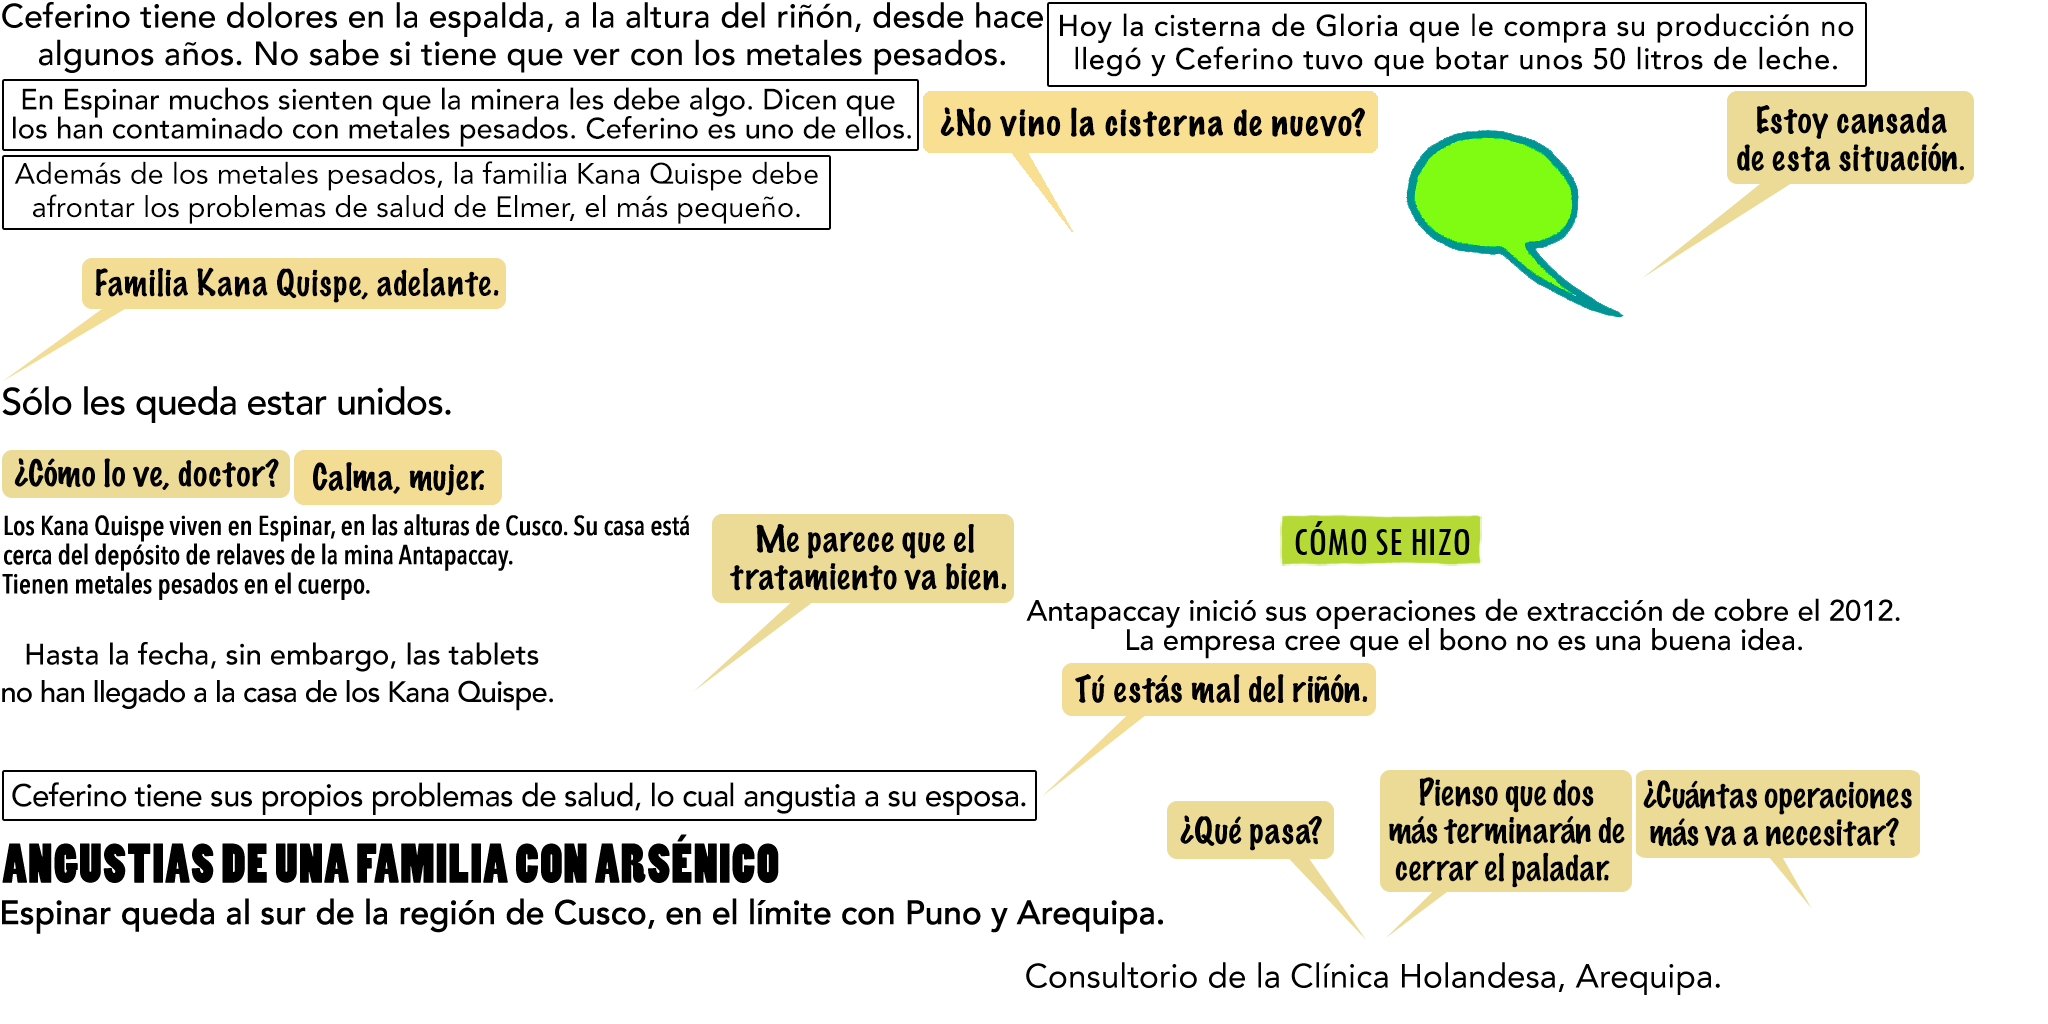 Ceferino tiene dolores en la espalda, a la altura del riñón, desde hace
algunos años. No sabe si tiene que ver con los metales pesados.
Hoy la cisterna de Gloria que le compra su producción no
llegó y Ceferino tuvo que botar unos 50 litros de leche.
En Espinar muchos sienten que la minera les debe algo. Dicen que
los han contaminado con metales pesados. Ceferino es uno de ellos.
¿No vino la cisterna de nuevo?
Estoy cansada
de esta situación.
Además de los metales pesados, la familia Kana Quispe debe
afrontar los problemas de salud de Elmer, el más pequeño.
Familia Kana Quispe, adelante.
Sólo les queda estar unidos.
¿Cómo lo ve, doctor?
Calma, mujer.
Los Kana Quispe viven en Espinar, en las alturas de Cusco. Su casa está
cerca del depósito de relaves de la mina Antapaccay.
Tienen metales pesados en el cuerpo.
Me parece que el
tratamiento va bien.
CÓMO SE HIZO
Antapaccay inició sus operaciones de extracción de cobre el 2012.
La empresa cree que el bono no es una buena idea.
Hasta la fecha, sin embargo, las tablets
no han llegado a la casa de los Kana Quispe.
Tú estás mal del riñón.
Ceferino tiene sus propios problemas de salud, lo cual angustia a su esposa.
¿Qué pasa?
Pienso que dos
más terminarán de
cerrar el paladar.
¿Cuántas operaciones
más va a necesitar?
ANGUSTIAS DE UNA FAMILIA CON ARSÉNICO
Espinar queda al sur de la región de Cusco, en el límite con Puno y Arequipa.
Consultorio de la Clínica Holandesa, Arequipa.